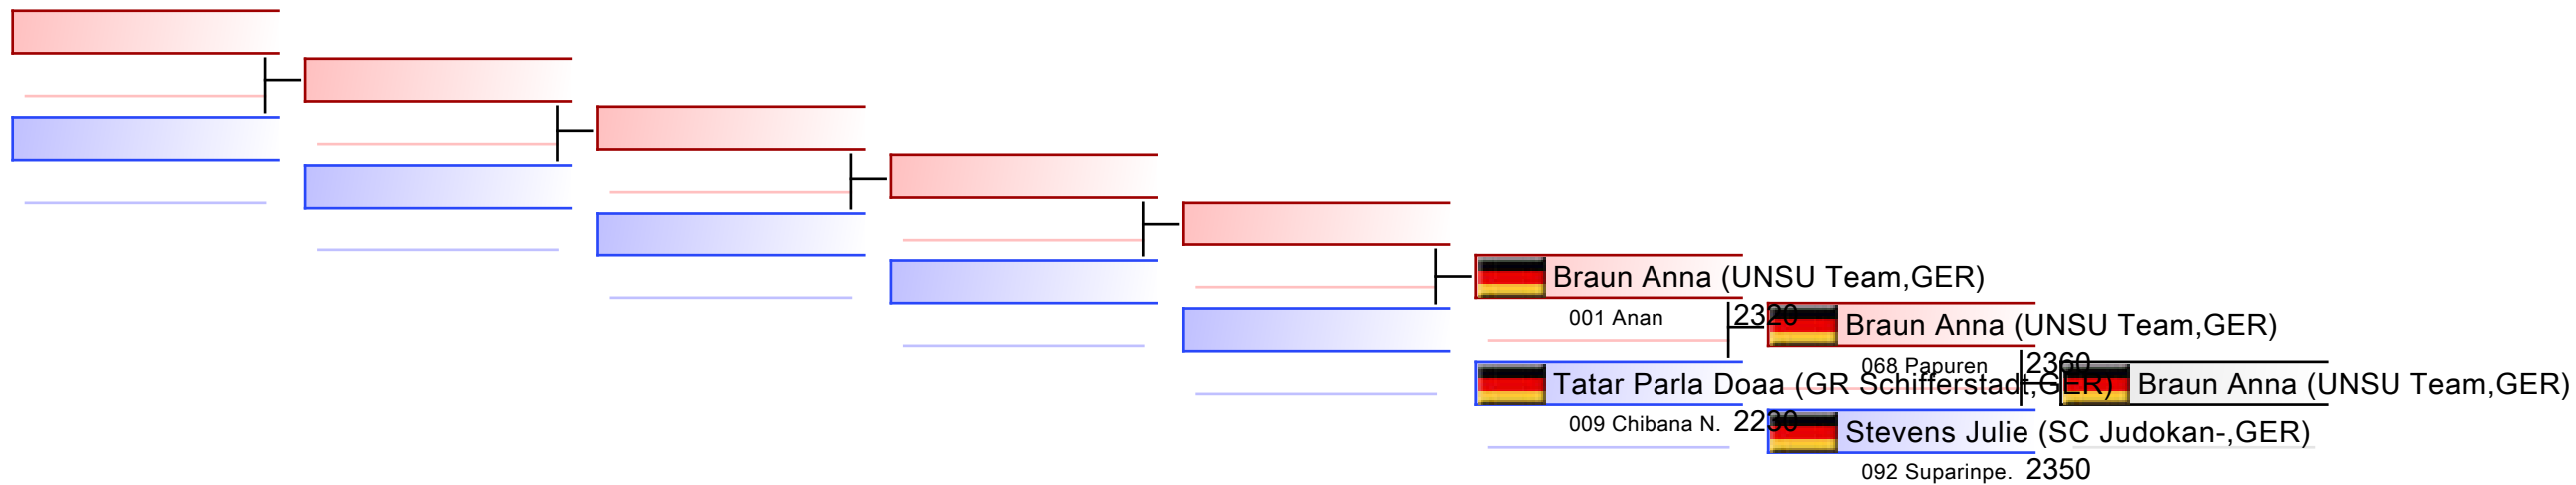 Braun Anna (UNSU Team,GER)
001 Anan 2320
Tatar Parla Doaa (GR Schifferstadt,GER)
009 Chibana N. 2230
Braun Anna (UNSU Team,GER)
068 Papuren 2360
Stevens Julie (SC Judokan-,GER)
092 Suparinpe. 2350
Braun Anna (UNSU Team,GER)